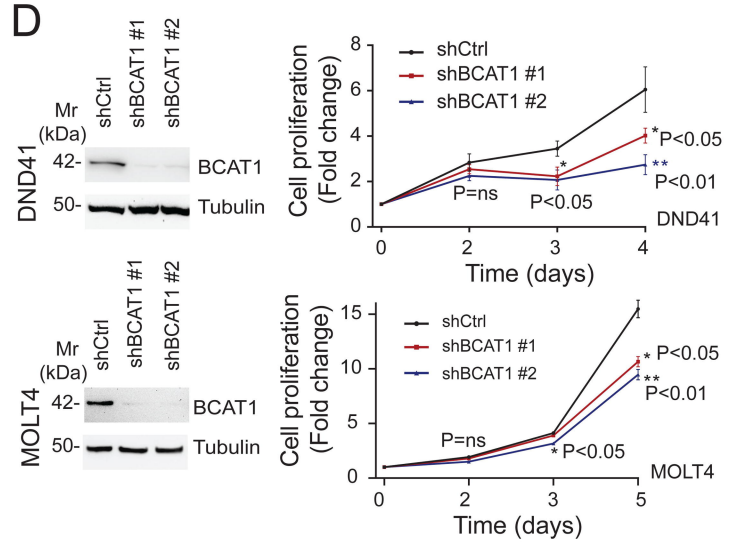 D
Mr
(kDa)
shCtrl
shBCAT1 #1
shBCAT1 #2
DND41
42-
BCAT1
50-
Tubulin
Cell proliferation
(Fold change)
8
6
4
2
0
shCtrl
shBCAT1 #1
shBCAT1 #2
P=ns
*
P<0.05
*P<0.05
**
P<0.01
DND41
0
2
3
4
Time (days)
Mr
(kDa)
shCtrl
shBCAT1 #1
shBCAT1 #2
MOLT4
42-
BCAT1
50-
Tubulin
Cell proliferation
(Fold change)
15
10
5
0
shCtrl
shBCAT1 #1
shBCAT1 #2
P=ns
* P<0.05
* P<0.05
**
P<0.01
MOLT4
0
2
3
5
Time (days)